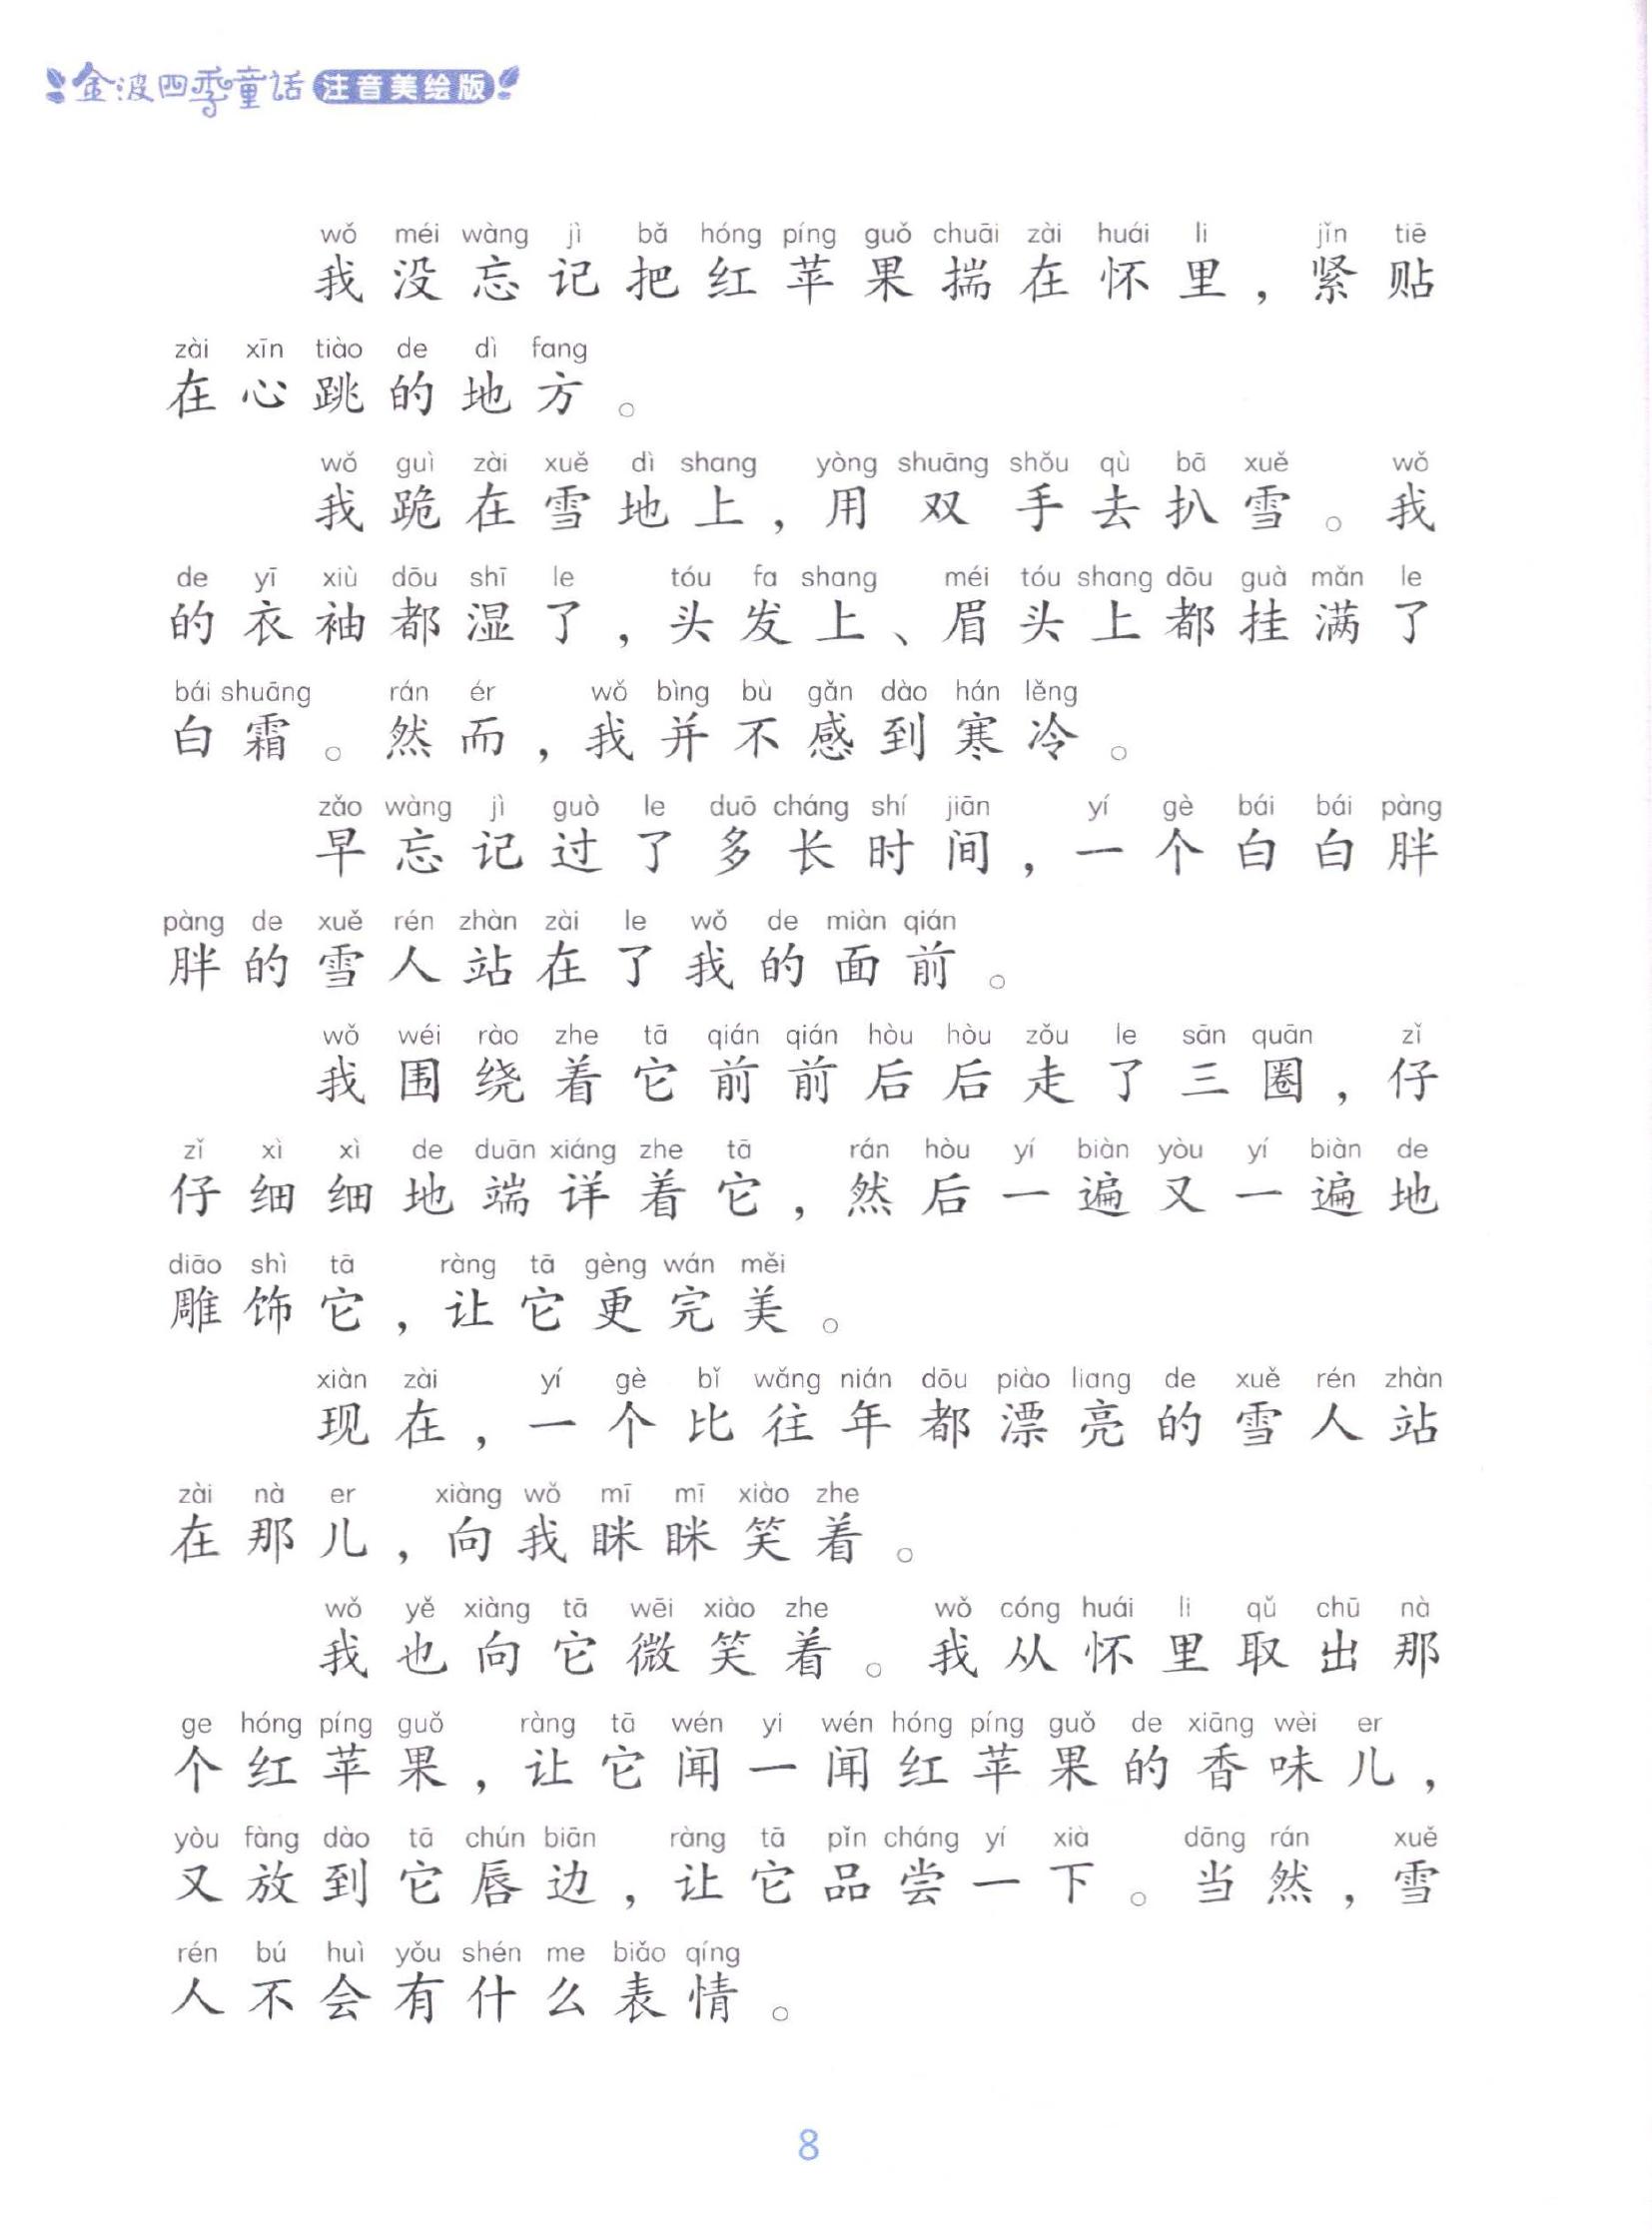 金波四季童话 注音美绘版
wǒ méi wàng jì bǎ hóng píng guǒ chuāi zài huái li jǐn tiē
我没忘记把红苹果揣在怀里，紧贴
zài xīn tiào de dì fang
在心跳的地方。
wǒ guì zài xuě dì shang yòng shuāng shǒu qù bā xuě wǒ
我跪在雪地上，用双手去扒雪。我
de yī xiù dōu shī le tóu fa shang méi tóu shang dōu guà mǎn le
的衣袖都湿了，头发上、眉头上都挂满了
bái shuāng rán ér wǒ bìng bù gǎn dào hán lěng
白霜。然而，我并不感到寒冷。
zǎo wàng jì guò le duō cháng shí jiān yí gè bái bái pàng
早忘记过了多长时间，一个白白胖
pàng de xuě rén zhàn zài le wǒ de miàn qián
胖的雪人站在了我的面前。
wǒ wéi rào zhe tā qián qián hòu hòu zǒu le sān quān zǐ
我围绕着它前前后后走了三圈，仔
zǐ xì xì de duān xiáng zhe tā rán hòu yí biàn yòu yí biàn de
仔细细地端详着它，然后一遍又一遍地
diāo shì tā ràng tā gèng wán měi
雕饰它，让它更完美。
xiàn zài yí gè bǐ wǎng nián dōu piào liang de xuě rén zhàn
现在，一个比往年都漂亮的雪人站
zài nà er xiàng wǒ mī mī xiào zhe
在那儿，向我眯眯笑着。
wǒ yě xiàng tā wēi xiào zhe wǒ cóng huái li qǔ chū nà
我也向它微笑着。我从怀里取出那
ge hóng píng guǒ ràng tā wén yi wén hóng píng guǒ de xiāng wèi er
个红苹果，让它闻一闻红苹果的香味儿，
yòu fàng dào tā chún biān ràng tā pǐn cháng yí xià dāng rán xuě
又放到它唇边，让它品尝一下。当然，雪
rén bú huì yǒu shén me biǎo qíng
人不会有什么表情。
8